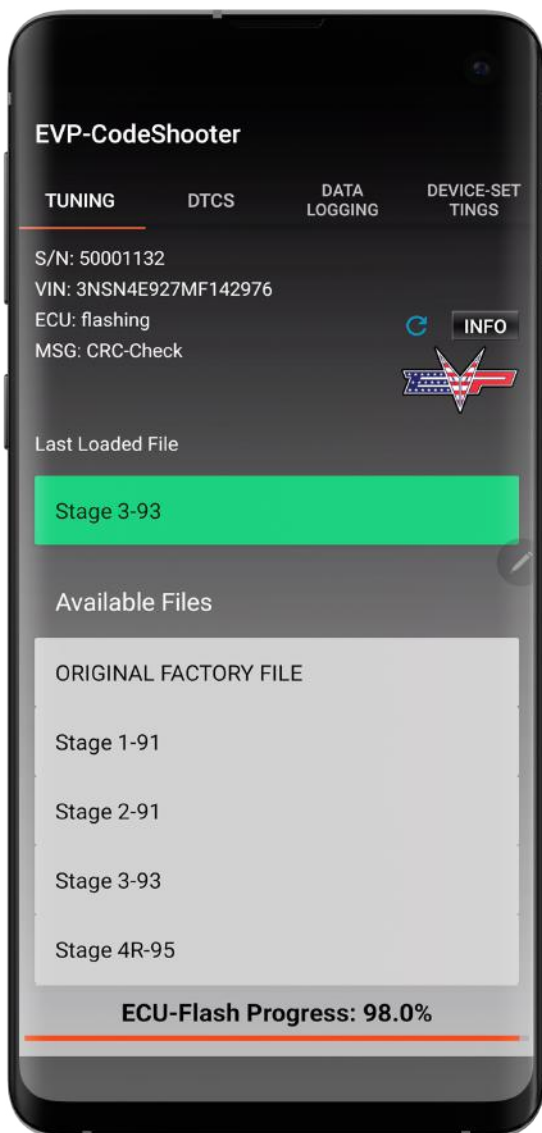 EVP-CodeShooter
TUNING
DTCS
DATA
LOGGING
DEVICE-SET
TINGS
S/N: 50001132
VIN: 3NSN4E927MF142976
ECU: flashing
INFO
MSG: CRC-Check
EVP
Last Loaded File
Stage 3-93
Available Files
ORIGINAL FACTORY FILE
Stage 1-91
Stage 2-91
Stage 3-93
Stage 4R-95
ECU-Flash Progress: 98.0%